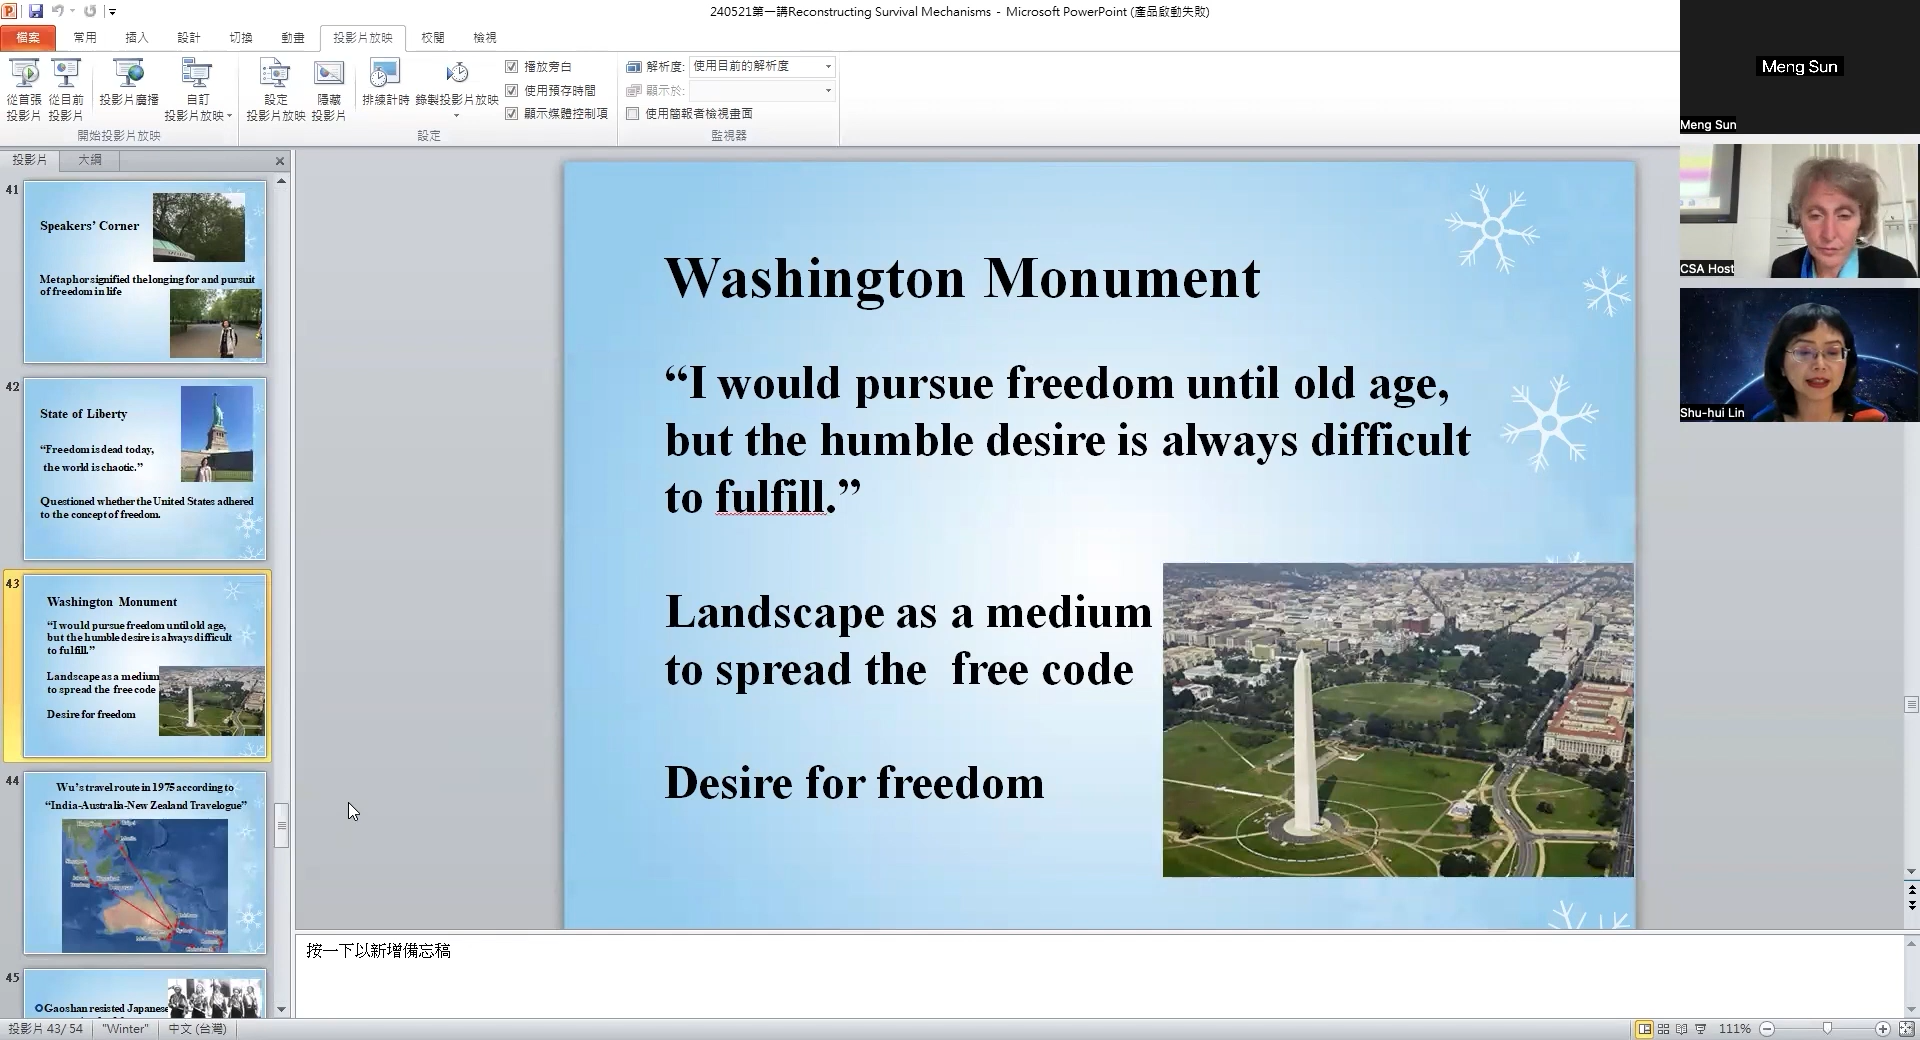 240521第一講Reconstructing Survival Mechanisms - Microsoft PowerPoint (產品啟動失敗)
檔案 常用 插入 設計 切換 動畫 投影片放映 校閱 檢視
從首張投影片
從目前投影片
投影片廣播
自訂投影片放映
開始投影片放映
設定投影片放映
隱藏投影片
排練計時
錄製投影片放映
播放旁白
使用預存時間
顯示媒體控制項
設定
解析度: 使用目前的解析度
顯示於:
使用簡報者檢視畫面
監視器
投影片 大綱
41
Speakers' Corner
Metaphor signified the longing for and pursuit
of freedom in life
42
State of Liberty
“Freedom is dead today,
the world is chaotic.”
Questioned whether the United States adhered
to the concept of freedom.
43
Washington Monument
“I would pursue freedom until old age,
but the humble desire is always difficult
to fulfill.”
Landscape as a medium
to spread the free code
Desire for freedom
44
Wu's travel route in 1975 according to
“India-Australia-New Zealand Travelogue”
45
Gaoshan resisted Japanese
Washington Monument
“I would pursue freedom until old age,
but the humble desire is always difficult
to fulfill.”
Landscape as a medium
to spread the free code
Desire for freedom
按一下以新增備忘稿
投影片 43/ 54 "Winter" 中文 (台灣)
111%
Meng Sun
Meng Sun
CSA Host
Shu-hui Lin